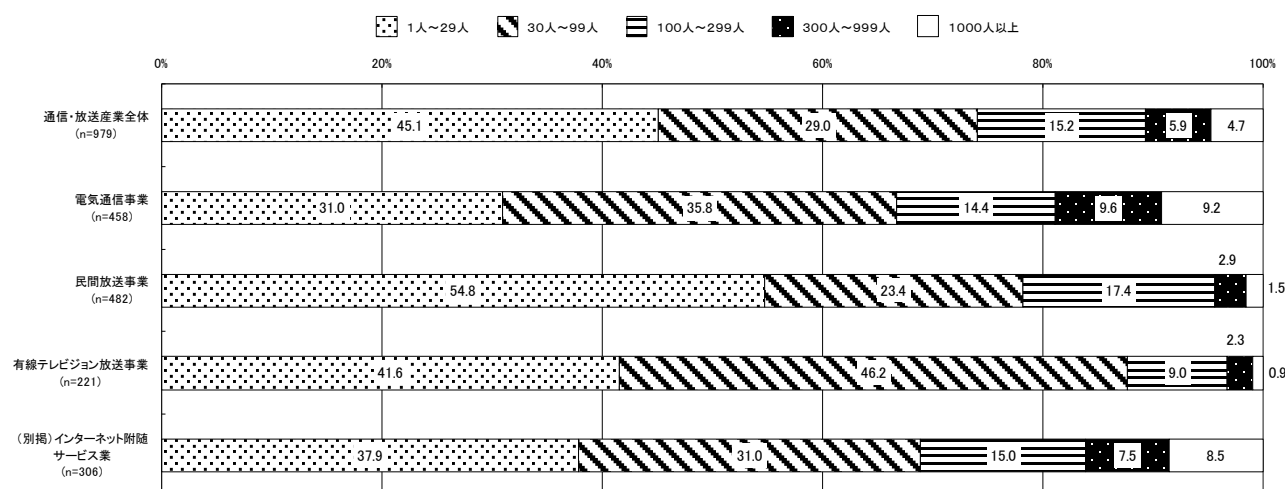 1人～29人 30人～99人 100人～299人 300人～999人 1000人以上
0% 20% 40% 60% 80% 100%
通信・放送産業全体
(n=979)
45.1 29.0 15.2 5.9 4.7
電気通信事業
(n=458)
31.0 35.8 14.4 9.6 9.2
民間放送事業
(n=482)
2.9
54.8 23.4 17.4 1.5
有線テレビジョン放送事業
(n=221)
2.3
41.6 46.2 9.0 0.9
(別掲)インターネット附随
サービス業
(n=306)
37.9 31.0 15.0 7.5 8.5